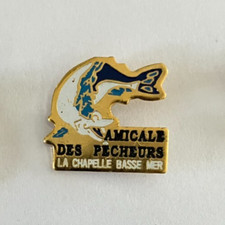 AMICALE
DES PECHEURS
LA CHAPELLE BASSE MER